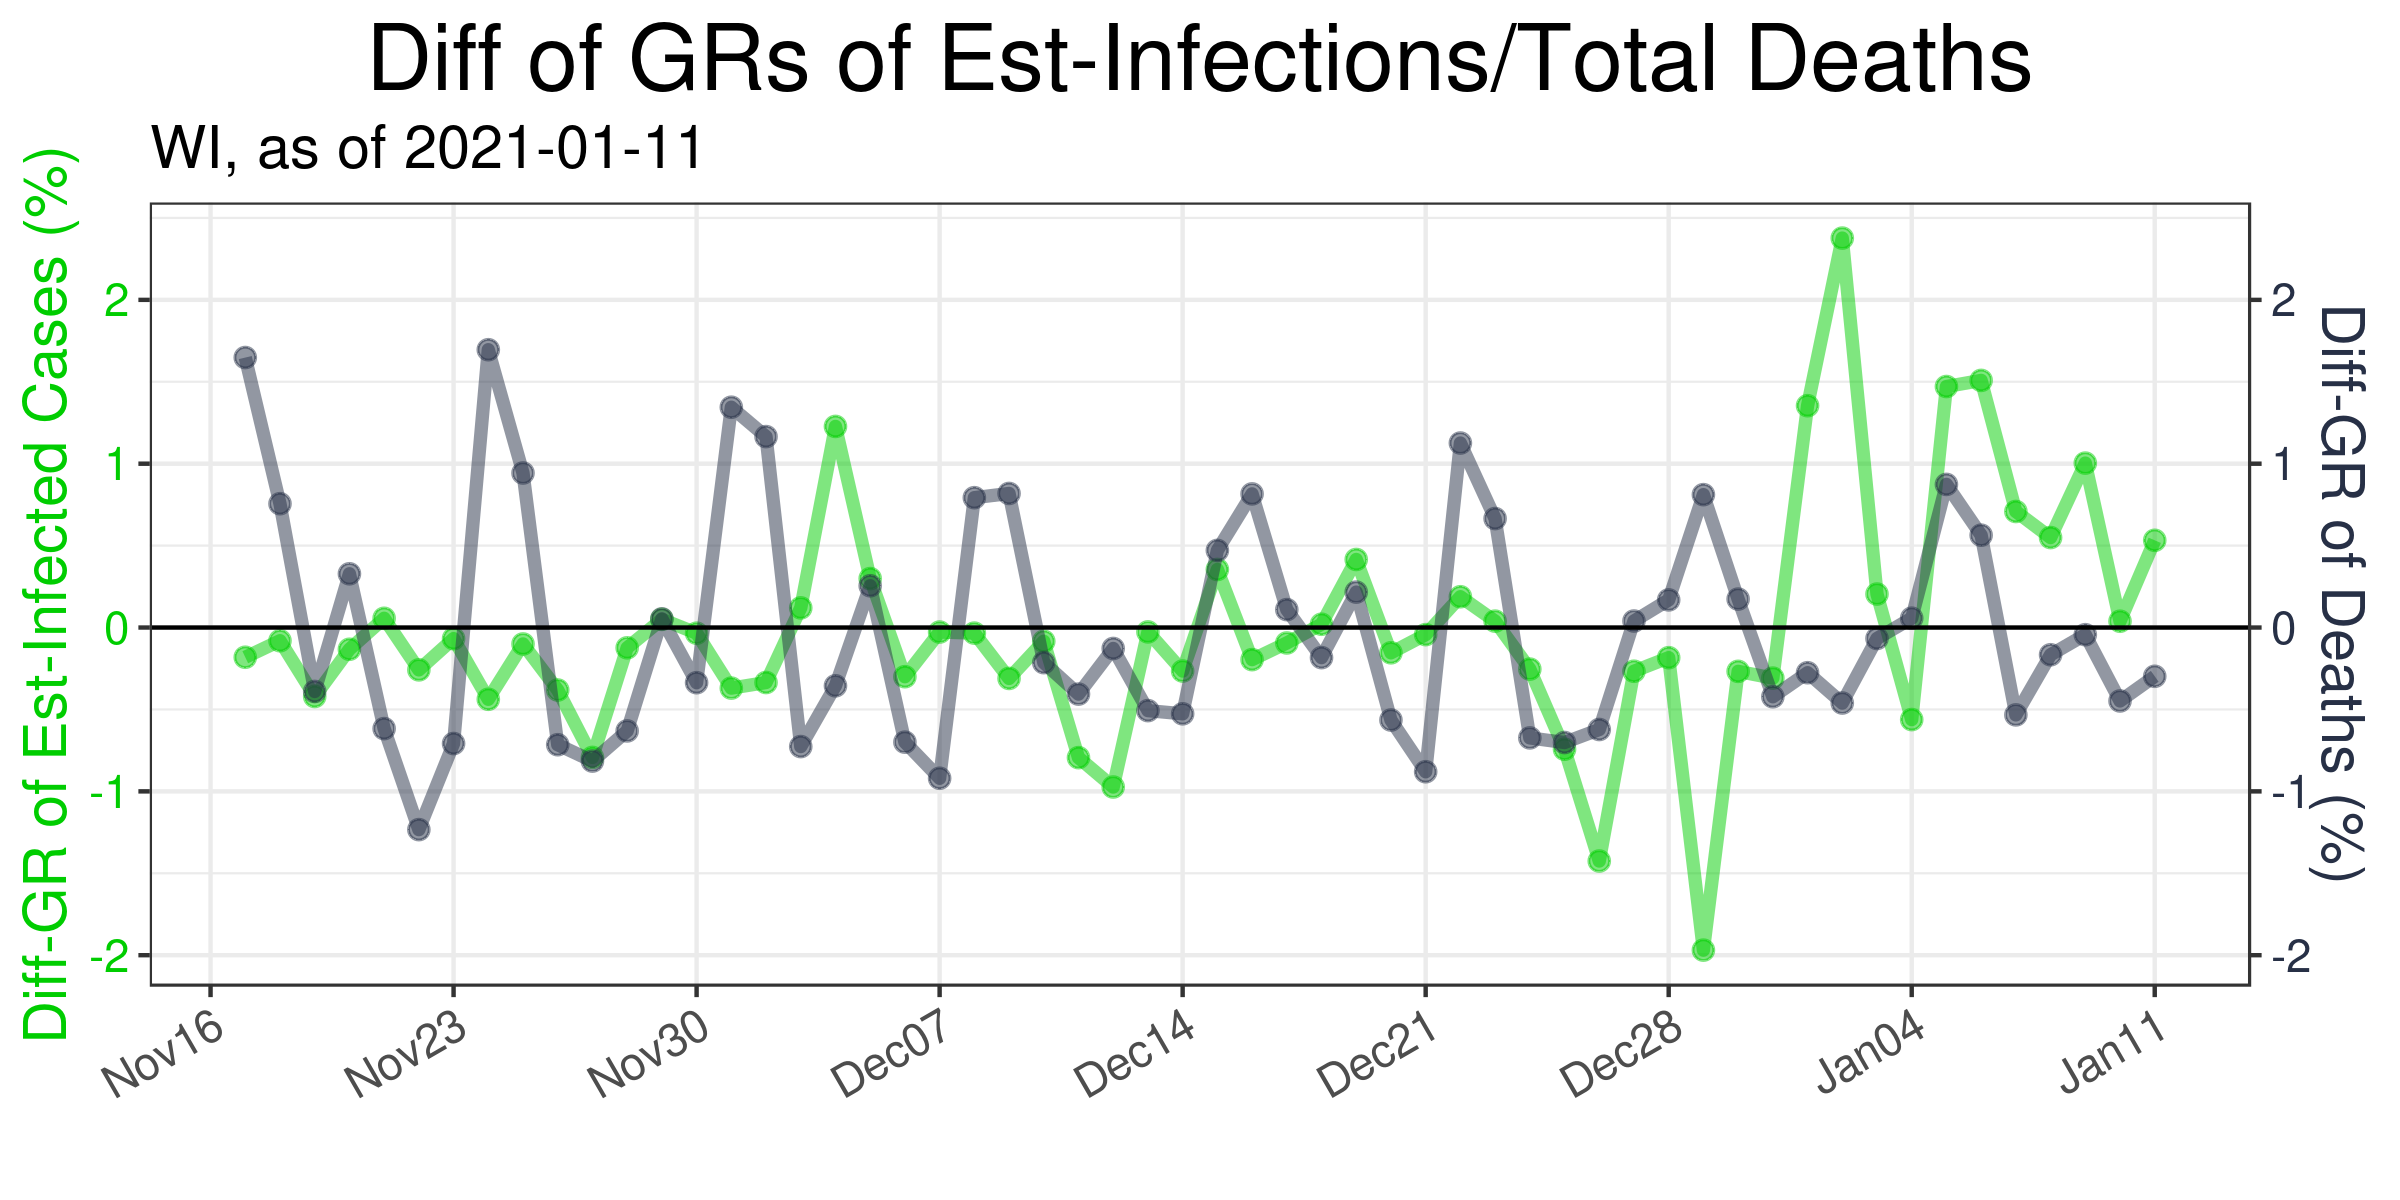 Diff of GRs of Est-Infections/Total Deaths
WI, as of 2021-01-11
Diff-GR of Est-Infected Cases (%)
2
1
0
-1
-2
2
1
0
-1
-2
Diff-GR of Deaths (%)
Nov16
Nov23
Nov30
Dec07
Dec14
Dec21
Dec28
Jan04
Jan11